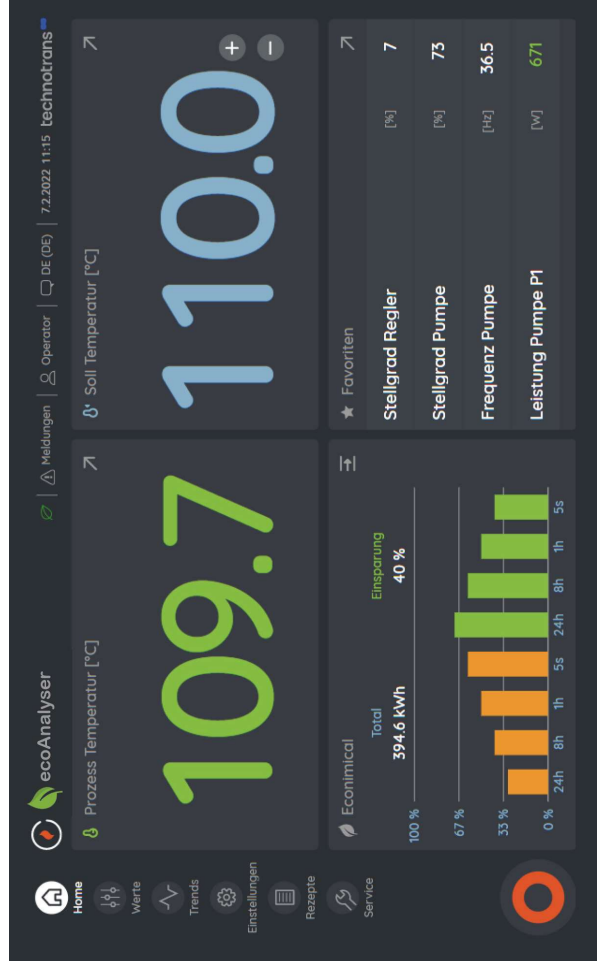 ecoAnalyser
Meldungen | Operator | DE (DE) | 7.2.2022 11:15 technotrans
Home
Werte
Trends
Einstellungen
Rezepte
Service
Prozess Temperatur [°C]
109.7
Soll Temperatur [°C]
110.0
+
−
Econimical
Total
394.6 kWh
Einsparung
40 %
100 %
67 %
33 %
0 %
24h 8h 1h 5s 24h 8h 1h 5s
Favoriten
Stellgrad Regler [%] 7
Stellgrad Pumpe [%] 73
Frequenz Pumpe [Hz] 36.5
Leistung Pumpe P1 [W] 671